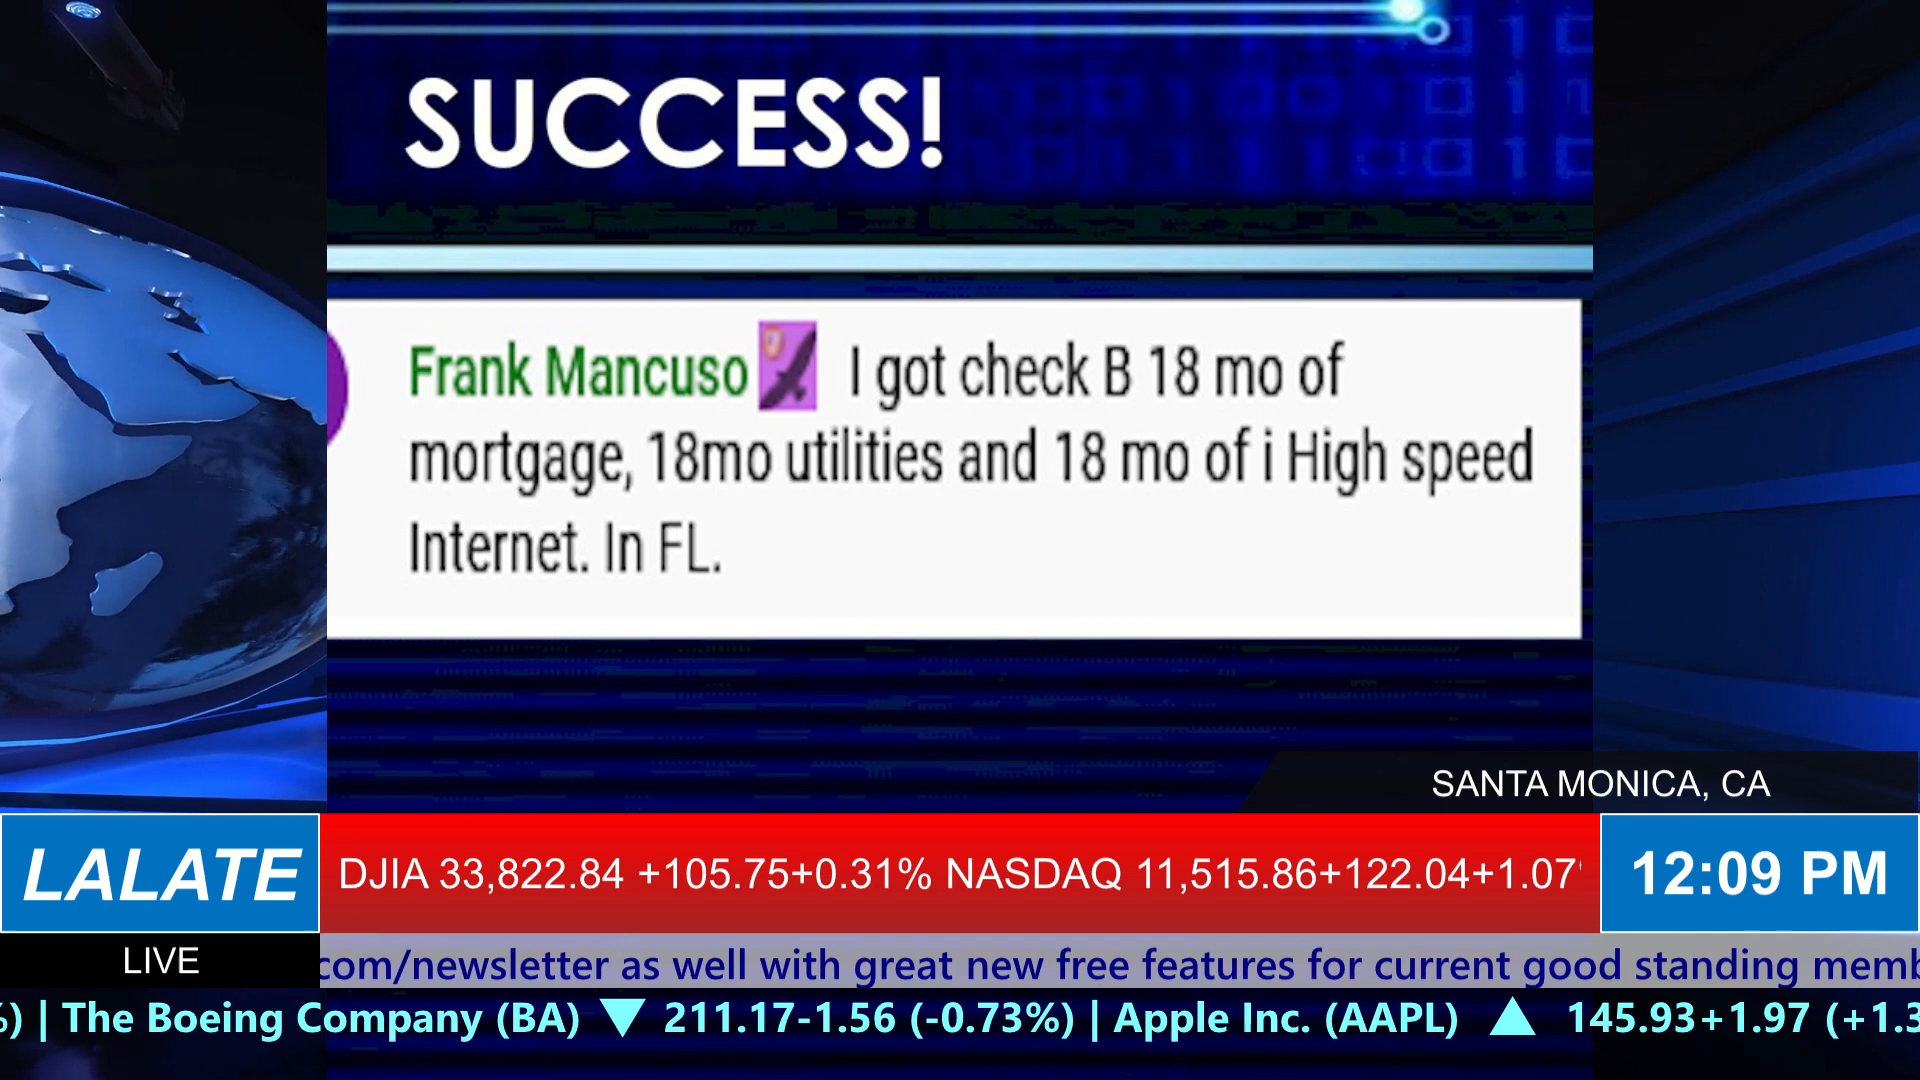 SUCCESS!
Frank Mancuso I got check B 18 mo of
mortgage, 18mo utilities and 18 mo of i High speed
Internet. In FL.
SANTA MONICA, CA
LALATE
DJIA 33,822.84 +105.75+0.31% NASDAQ 11,515.86+122.04+1.07
12:09 PM
LIVE
com/newsletter as well with great new free features for current good standing memb
%) | The Boeing Company (BA) ▼ 211.17-1.56 (-0.73%) | Apple Inc. (AAPL) ▲ 145.93+1.97 (+1.3